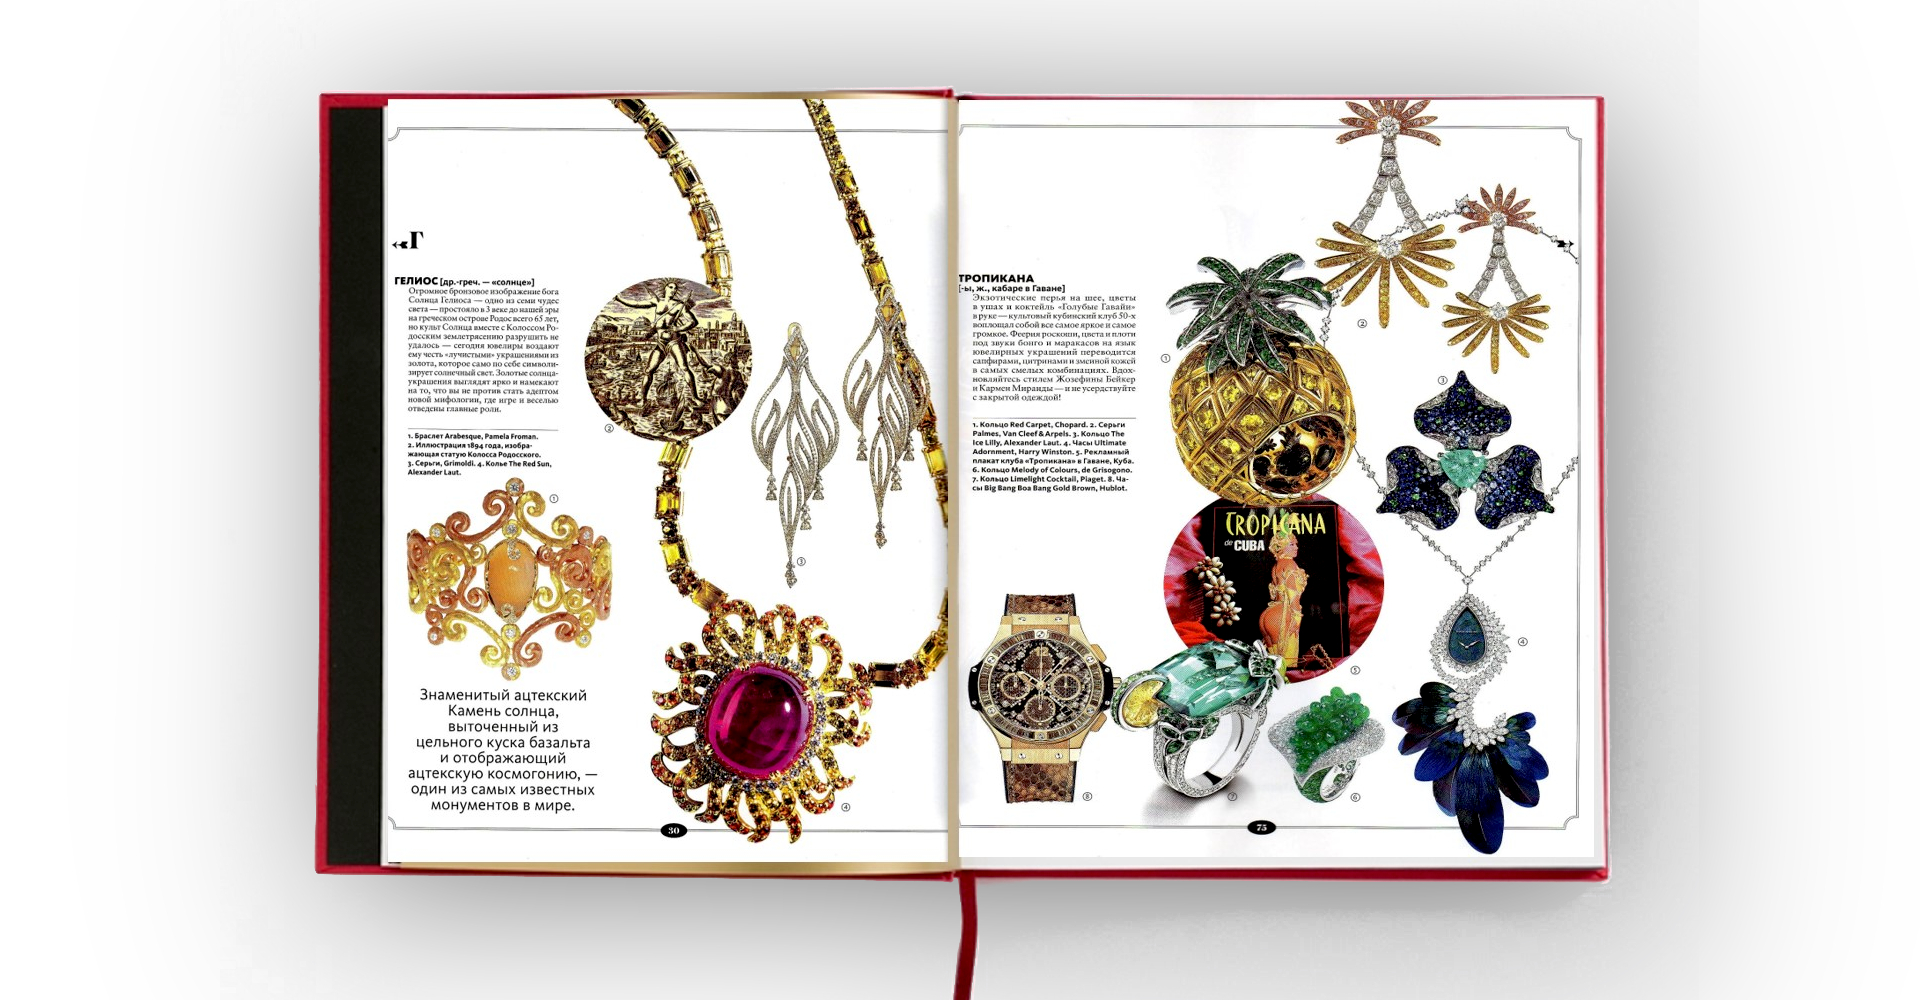 Г
ГЕЛИОС [др.-греч. — «солнце»]
Огромное бронзовое изображение бога
Солнца Гелиоса — одно из семи чудес
света — простояло в 3 веке до нашей эры
на греческом острове Родос всего 65 лет,
но культ Солнца вместе с Колоссом Ро-
досским землетрясению разрушить не
удалось — сегодня ювелиры воздают
ему честь «лучистыми» украшениями из
золота, которое само по себе символи-
зирует солнечный свет. Золотые солнца-
украшения выглядят ярко и намекают
на то, что вы не против стать адептом
новой мифологии, где игре и веселью
отведены главные роли.
1. Браслет Arabesque, Pamela Froman.
2. Иллюстрация 1894 года, изобра-
жающая статую Колосса Родосского.
3. Серьги, Grimoldi. 4. Колье The Red Sun,
Alexander Laut.
1
2
3
4
Знаменитый ацтекский
Камень солнца,
выточенный из
цельного куска базальта
и отображающий
ацтекскую космогонию, —
один из самых известных
монументов в мире.
30
ТРОПИКАНА
[-ы, ж., кабаре в Гаване]
Экзотические перья на шее, цветы
в ушах и коктейль «Голубые Гавайи»
в руке — культовый кубинский клуб 50-х
воплощал собой все самое яркое и самое
громкое. Феерия роскоши, цвета и плоти
под звуки бонго и маракасов на язык
ювелирных украшений переводится
сапфирами, цитринами и змеиной кожей
в самых смелых комбинациях. Вдох-
новляйтесь стилем Жозефины Бейкер
и Кармен Миранды — и не усердствуйте
с закрытой одеждой!
1. Кольцо Red Carpet, Chopard. 2. Серьги
Palmes, Van Cleef & Arpels. 3. Кольцо The
Ice Lilly, Alexander Laut. 4. Часы Ultimate
Adornment, Harry Winston. 5. Рекламный
плакат клуба «Тропикана» в Гаване, Куба.
6. Кольцо Melody of Colours, de Grisogono.
7. Кольцо Limelight Cocktail, Piaget. 8. Ча-
сы Big Bang Boa Bang Gold Brown, Hublot.
1
2
3
TROPICANA
de CUBA
4
5
6
7
8
75